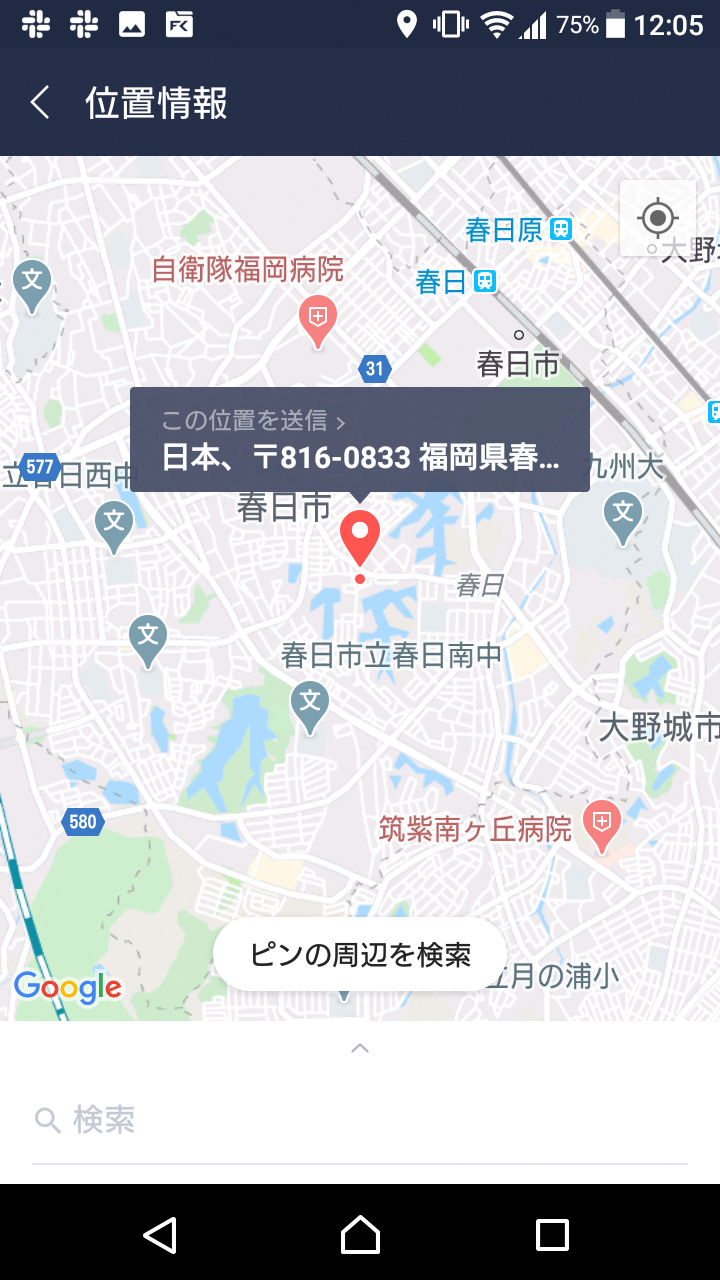 75% 12:05
位置情報
春日原
大野
自衛隊福岡病院
春日
文
春日市
31
この位置を送信 >
日本、〒816-0833 福岡県春…
577
立春日西中
九州大
春日市
文
文
春日
文
春日市立春日南中
文
大野城市
580
筑紫南ヶ丘病院
ピンの周辺を検索
立月の浦小
Google
検索